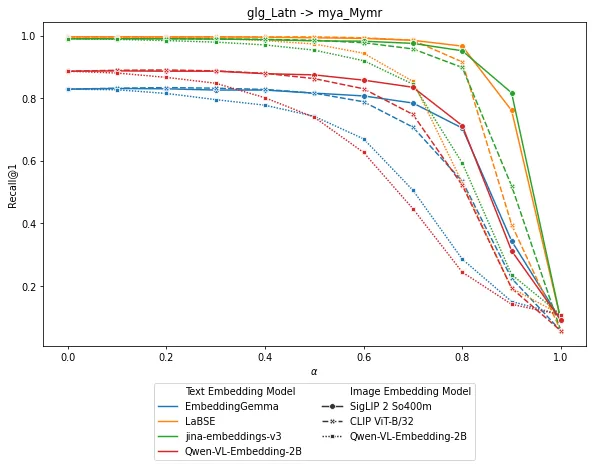 glg_Latn -> mya_Mymr
Recall@1
1.0
0.8
0.6
0.4
0.2
0.0 0.2 0.4 0.6 0.8 1.0
α
Text Embedding Model
EmbeddingGemma
LaBSE
jina-embeddings-v3
Qwen-VL-Embedding-2B
Image Embedding Model
SigLIP 2 So400m
CLIP ViT-B/32
Qwen-VL-Embedding-2B